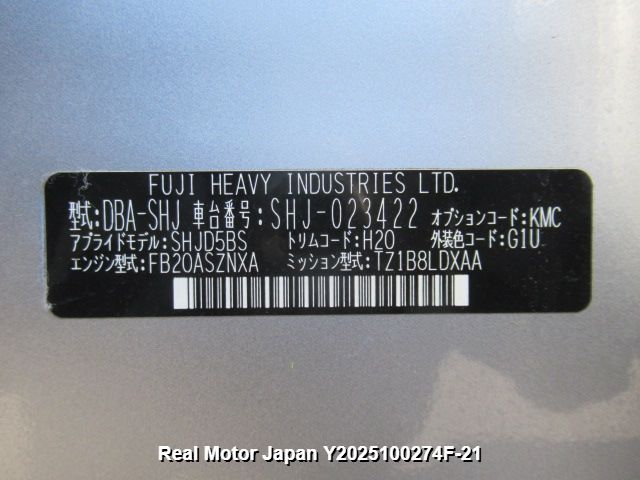 FUJI HEAVY INDUSTRIES LTD.
型式:DBA-SHJ 車台番号:SHJ-023422 オプションコード:KMC
アプライドモデル:SHJD5BS トリムコード:H20 外装色コード:G1U
エンジン型式:FB20ASZNXA ミッション型式:TZ1B8LDXAA
Real Motor Japan Y2025100274F-21